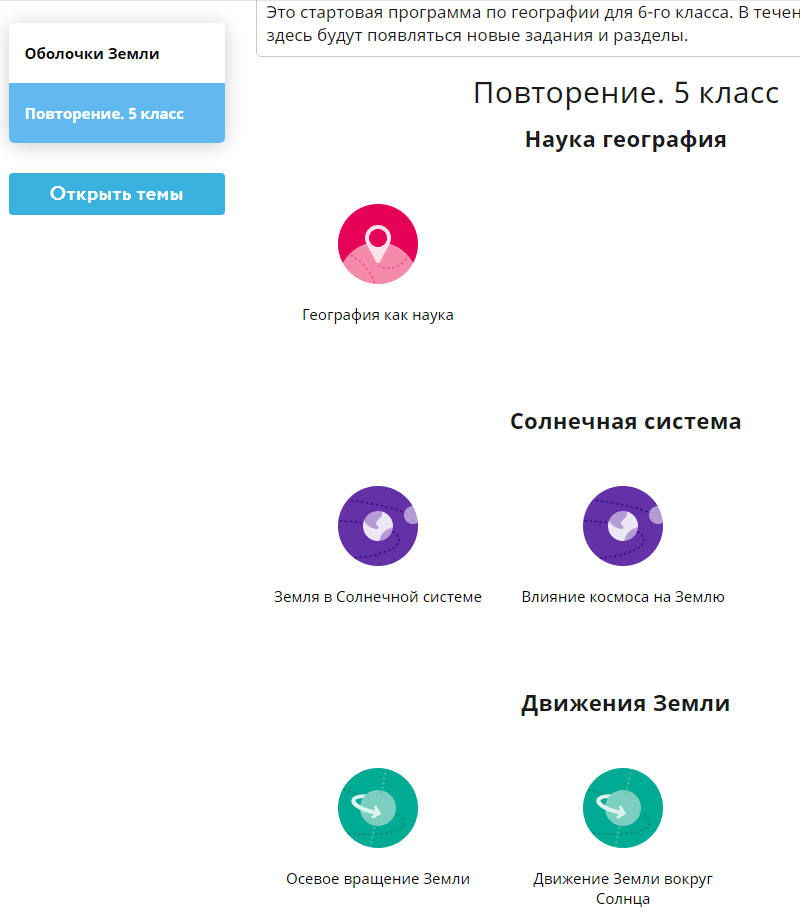 Это стартовая программа по географии для 6-го класса. В течен
здесь будут появляться новые задания и разделы.
Оболочки Земли
Повторение. 5 класс
Открыть темы
Повторение. 5 класс
Наука география
География как наука
Солнечная система
Земля в Солнечной системе
Влияние космоса на Землю
Движения Земли
Осевое вращение Земли
Движение Земли вокруг
Солнца